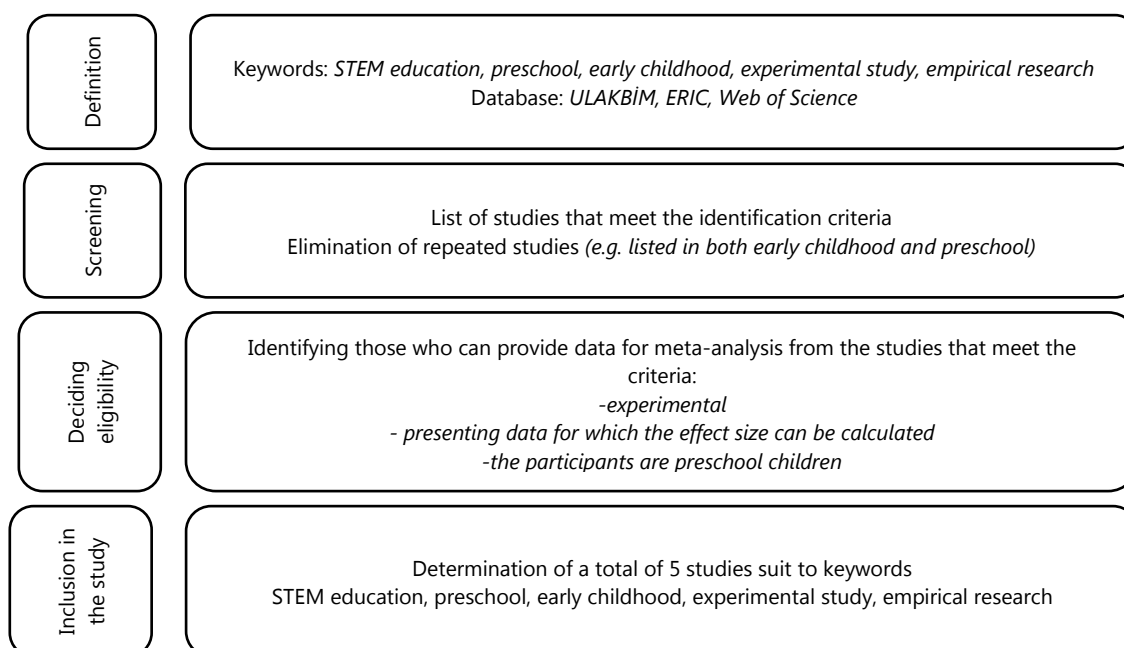 Definition
Keywords: STEM education, preschool, early childhood, experimental study, empirical research
Database: ULAKBİM, ERIC, Web of Science
Screening
List of studies that meet the identification criteria
Elimination of repeated studies (e.g. listed in both early childhood and preschool)
Deciding
eligibility
Identifying those who can provide data for meta-analysis from the studies that meet the
criteria:
-experimental
- presenting data for which the effect size can be calculated
-the participants are preschool children
Inclusion in
the study
Determination of a total of 5 studies suit to keywords
STEM education, preschool, early childhood, experimental study, empirical research